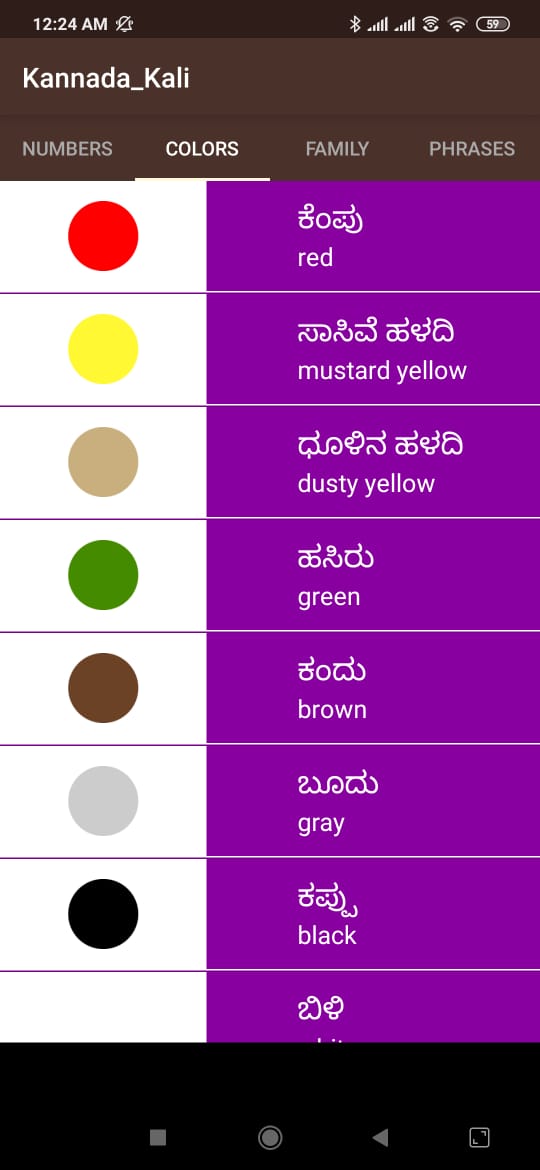 12:24 AM
59
Kannada_Kali
NUMBERS COLORS FAMILY PHRASES
ಕೆಂಪು
red
ಸಾಸಿವೆ ಹಳದಿ
mustard yellow
ಧೂಳಿನ ಹಳದಿ
dusty yellow
ಹಸಿರು
green
ಕಂದು
brown
ಬೂದು
gray
ಕಪ್ಪು
black
ಬಿಳಿ